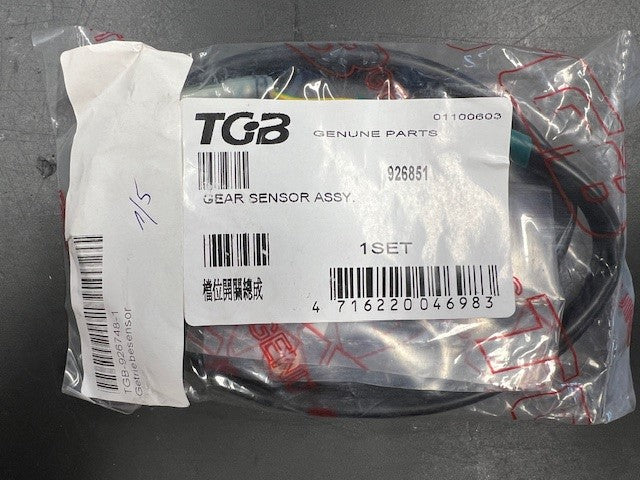 TGB
GENUNE PARTS
01100603
926851
GEAR SENSOR ASSY.
1SET
檔位開關總成
4 716220 046983
1/5
TGB-926748-1
Getriebesensor